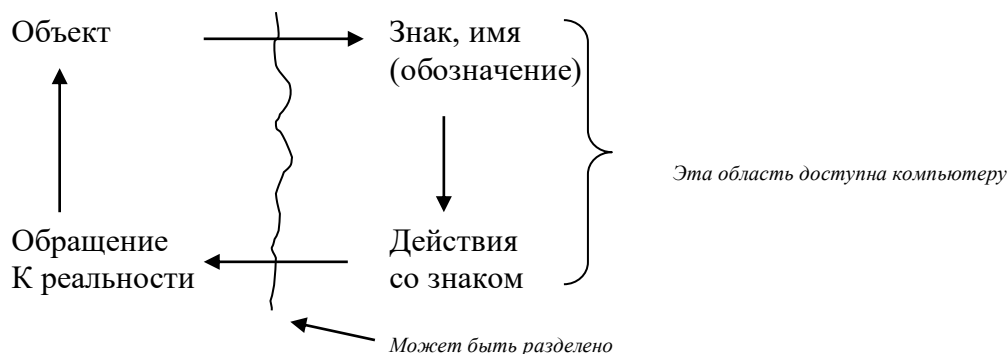 Объект
Знак, имя
(обозначение)
Эта область доступна компьютеру
Обращение
К реальности
Действия
со знаком
Может быть разделено